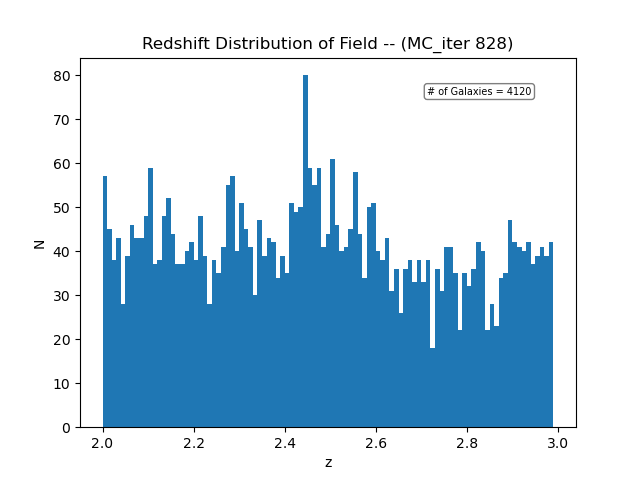 Redshift Distribution of Field -- (MC_iter 828)
# of Galaxies = 4120
80
70
60
50
40
30
20
10
0
N
2.0 2.2 2.4 2.6 2.8 3.0
z